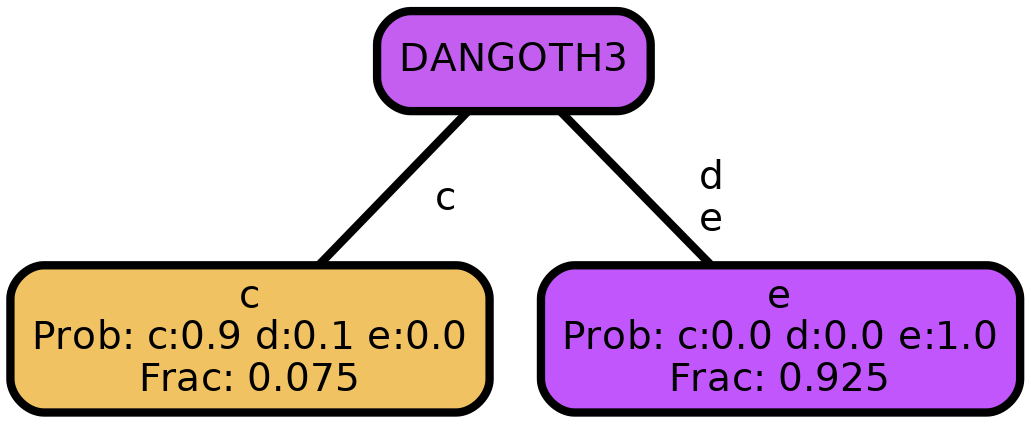 DANGOTH3
c
d
e
c
Prob: c:0.9 d:0.1 e:0.0
Frac: 0.075
e
Prob: c:0.0 d:0.0 e:1.0
Frac: 0.925